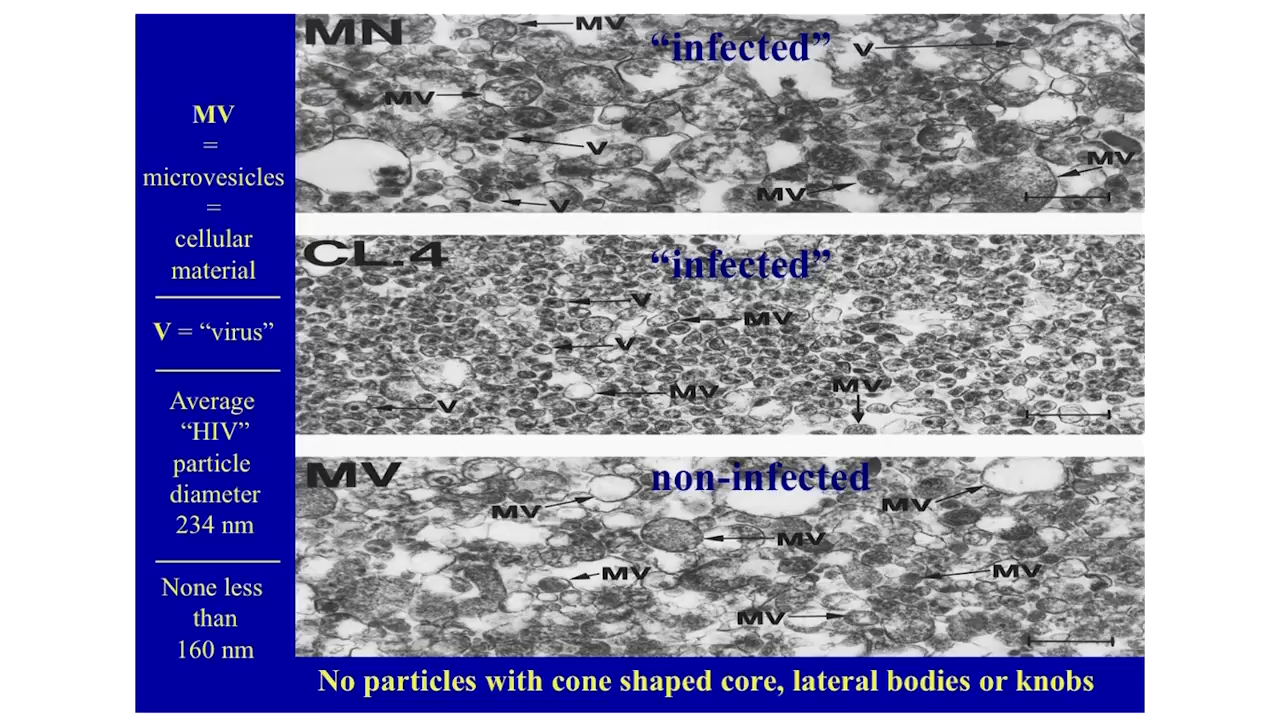 MV
=
microvesicles
=
cellular
material
V = “virus”
Average
“HIV”
particle
diameter
234 nm
None less
than
160 nm
MN
“infected”
MV
V
MV
V
MV
MV
V
CL.4
“infected”
V
MV
V
MV
MV
V
MV
non-infected
MV
MV
MV
MV
MV
MV
No particles with cone shaped core, lateral bodies or knobs